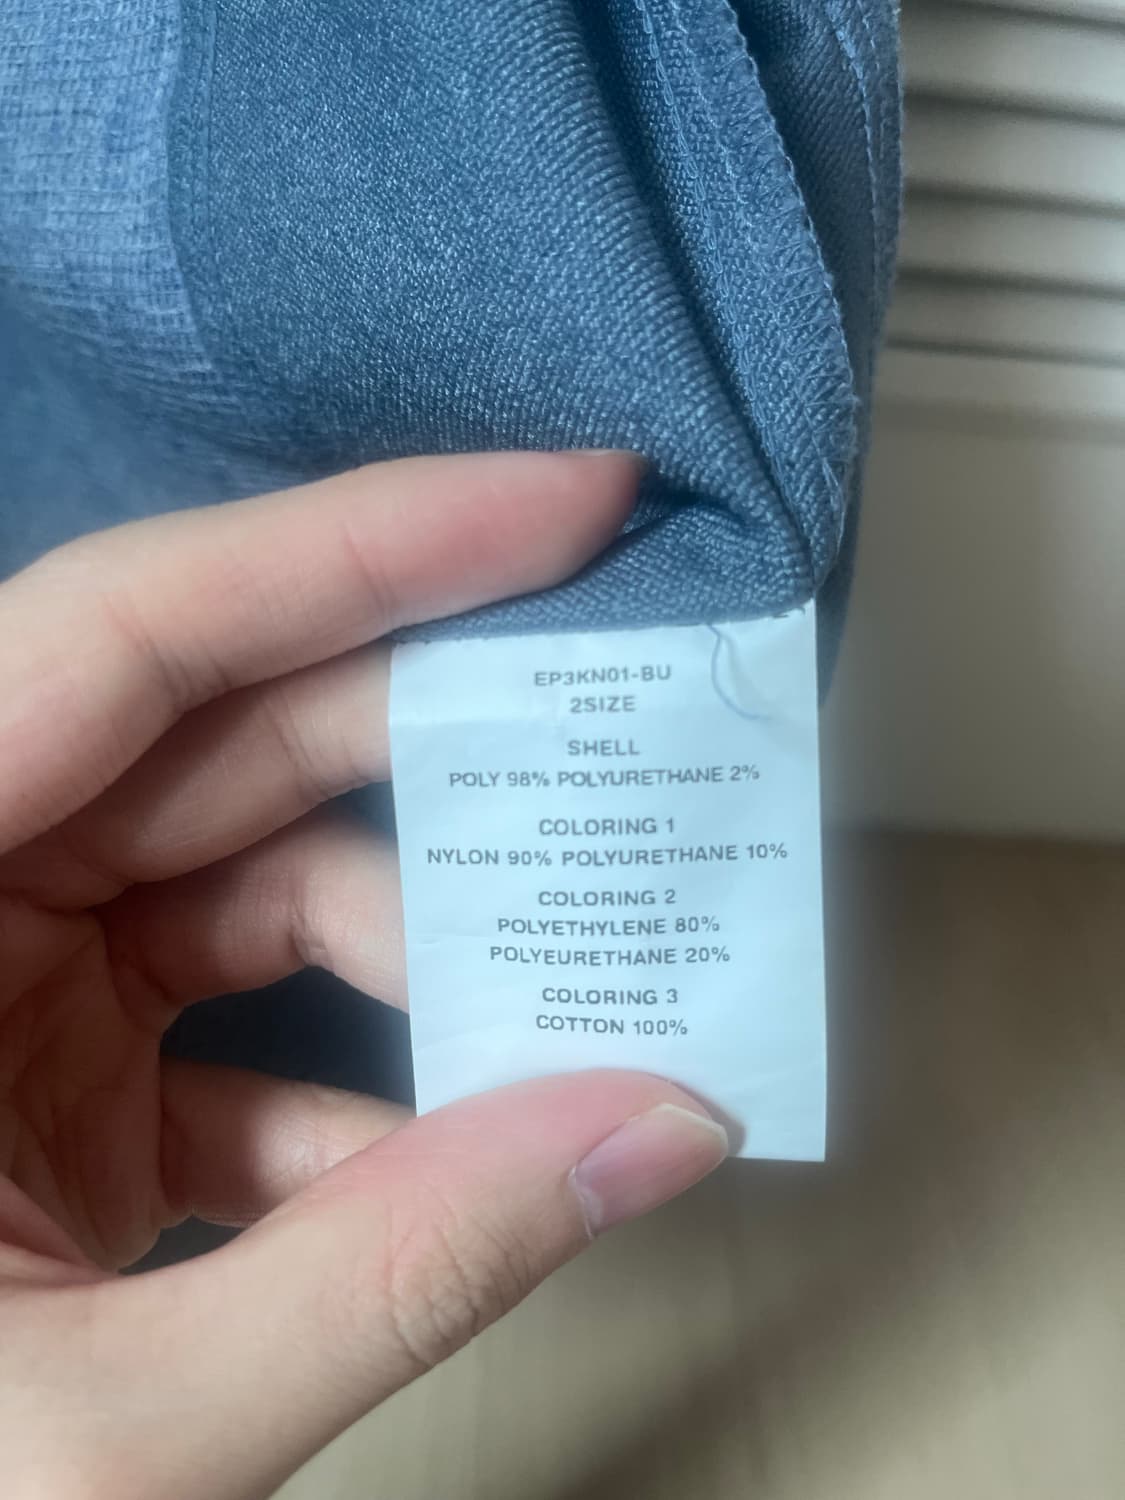 EP3KN01-BU
2SIZE
SHELL
POLY 98% POLYURETHANE 2%
COLORING 1
NYLON 90% POLYURETHANE 10%
COLORING 2
POLYETHYLENE 80%
POLYEURETHANE 20%
COLORING 3
COTTON 100%